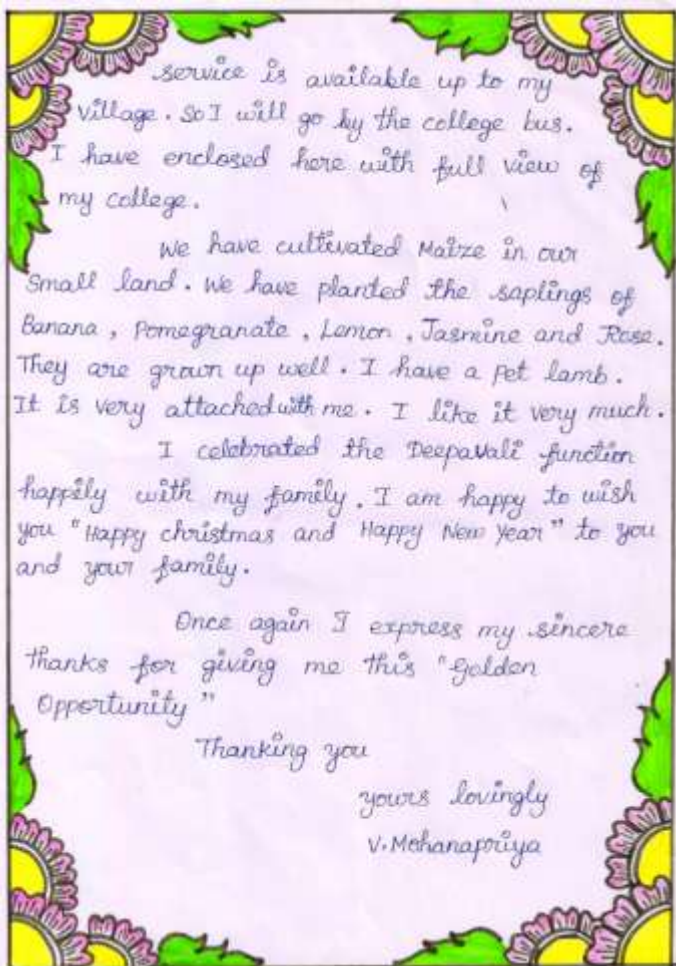 service is available up to my
village. So I will go by the college bus.
I have enclosed here with full view of
my college.
We have cultivated Maize in our
small land. We have planted the saplings of
Banana, Pomegranate, Lemon, Jasmine and Rose.
They are grown up well. I have a pet lamb.
It is very attached with me. I like it very much.
I celebrated the Deepavali function
happily with my family. I am happy to wish
you "Happy christmas and Happy New Year" to you
and your family.
Once again I express my sincere
thanks for giving me this "Golden
Opportunity"
Thanking you
yours lovingly
V. Mohanapriya